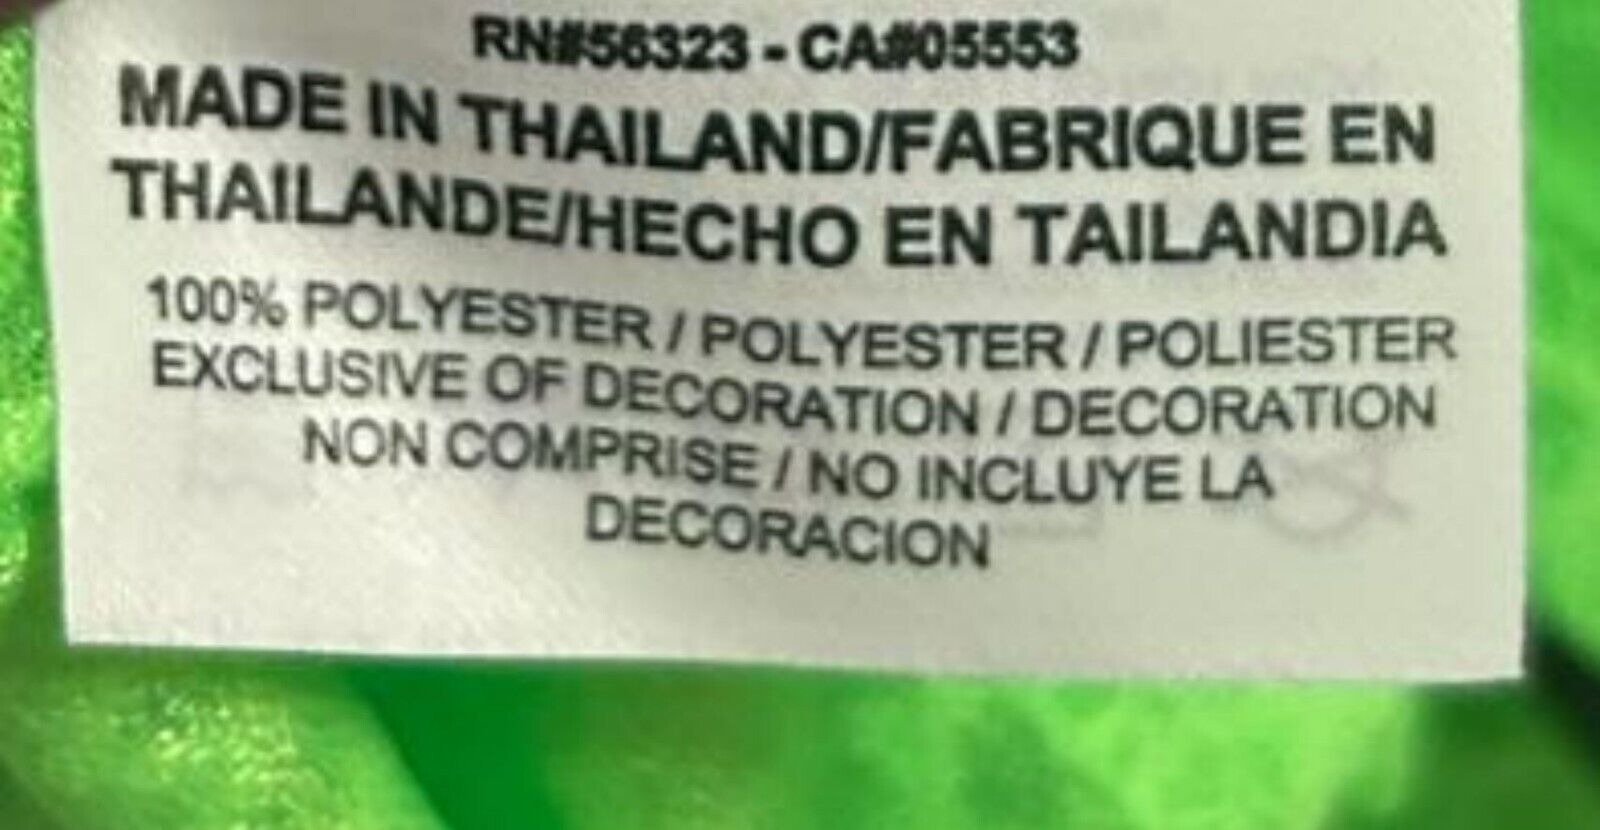 RN#56323 - CA#05553
MADE IN THAILAND/FABRIQUE EN
THAILANDE/HECHO EN TAILANDIA
100% POLYESTER / POLYESTER / POLIESTER
EXCLUSIVE OF DECORATION / DECORATION
NON COMPRISE / NO INCLUYE LA
DECORACION